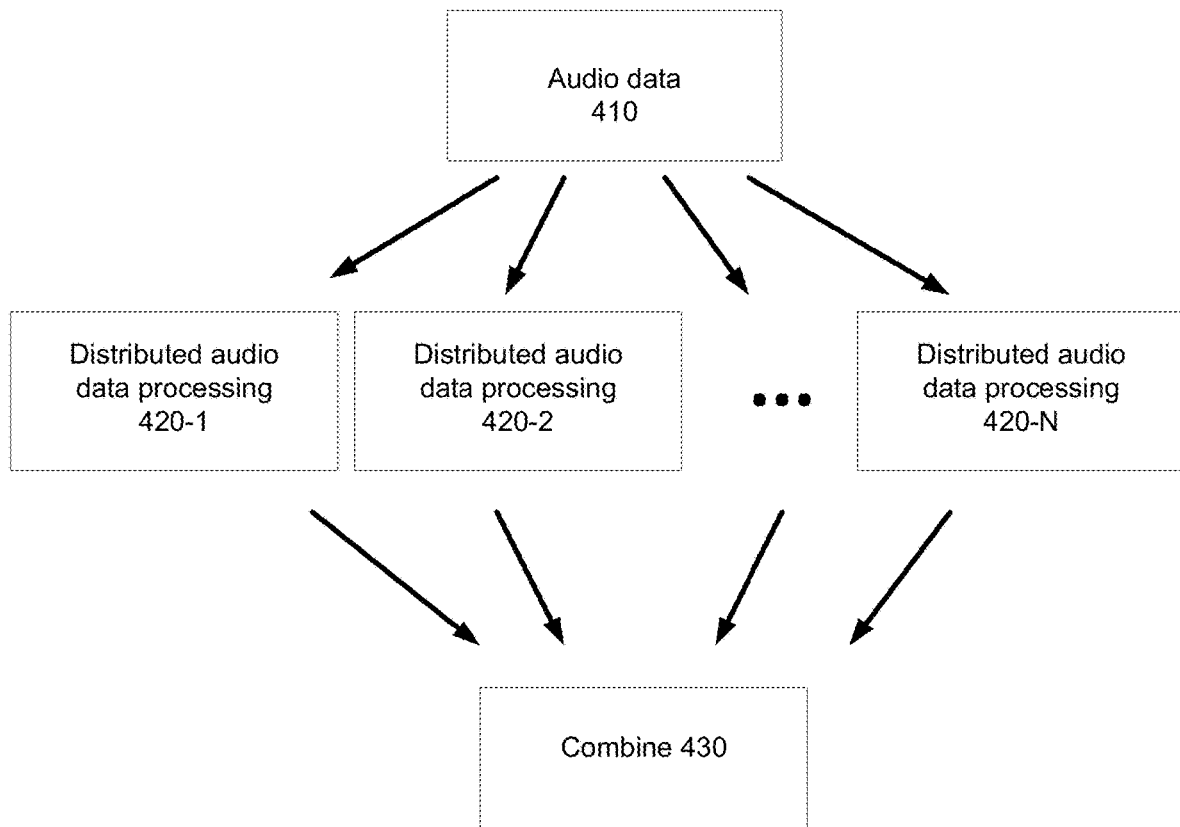 Audio data
410
Distributed audio
data processing
420-1
Distributed audio
data processing
420-2
Distributed audio
data processing
420-N
Combine 430